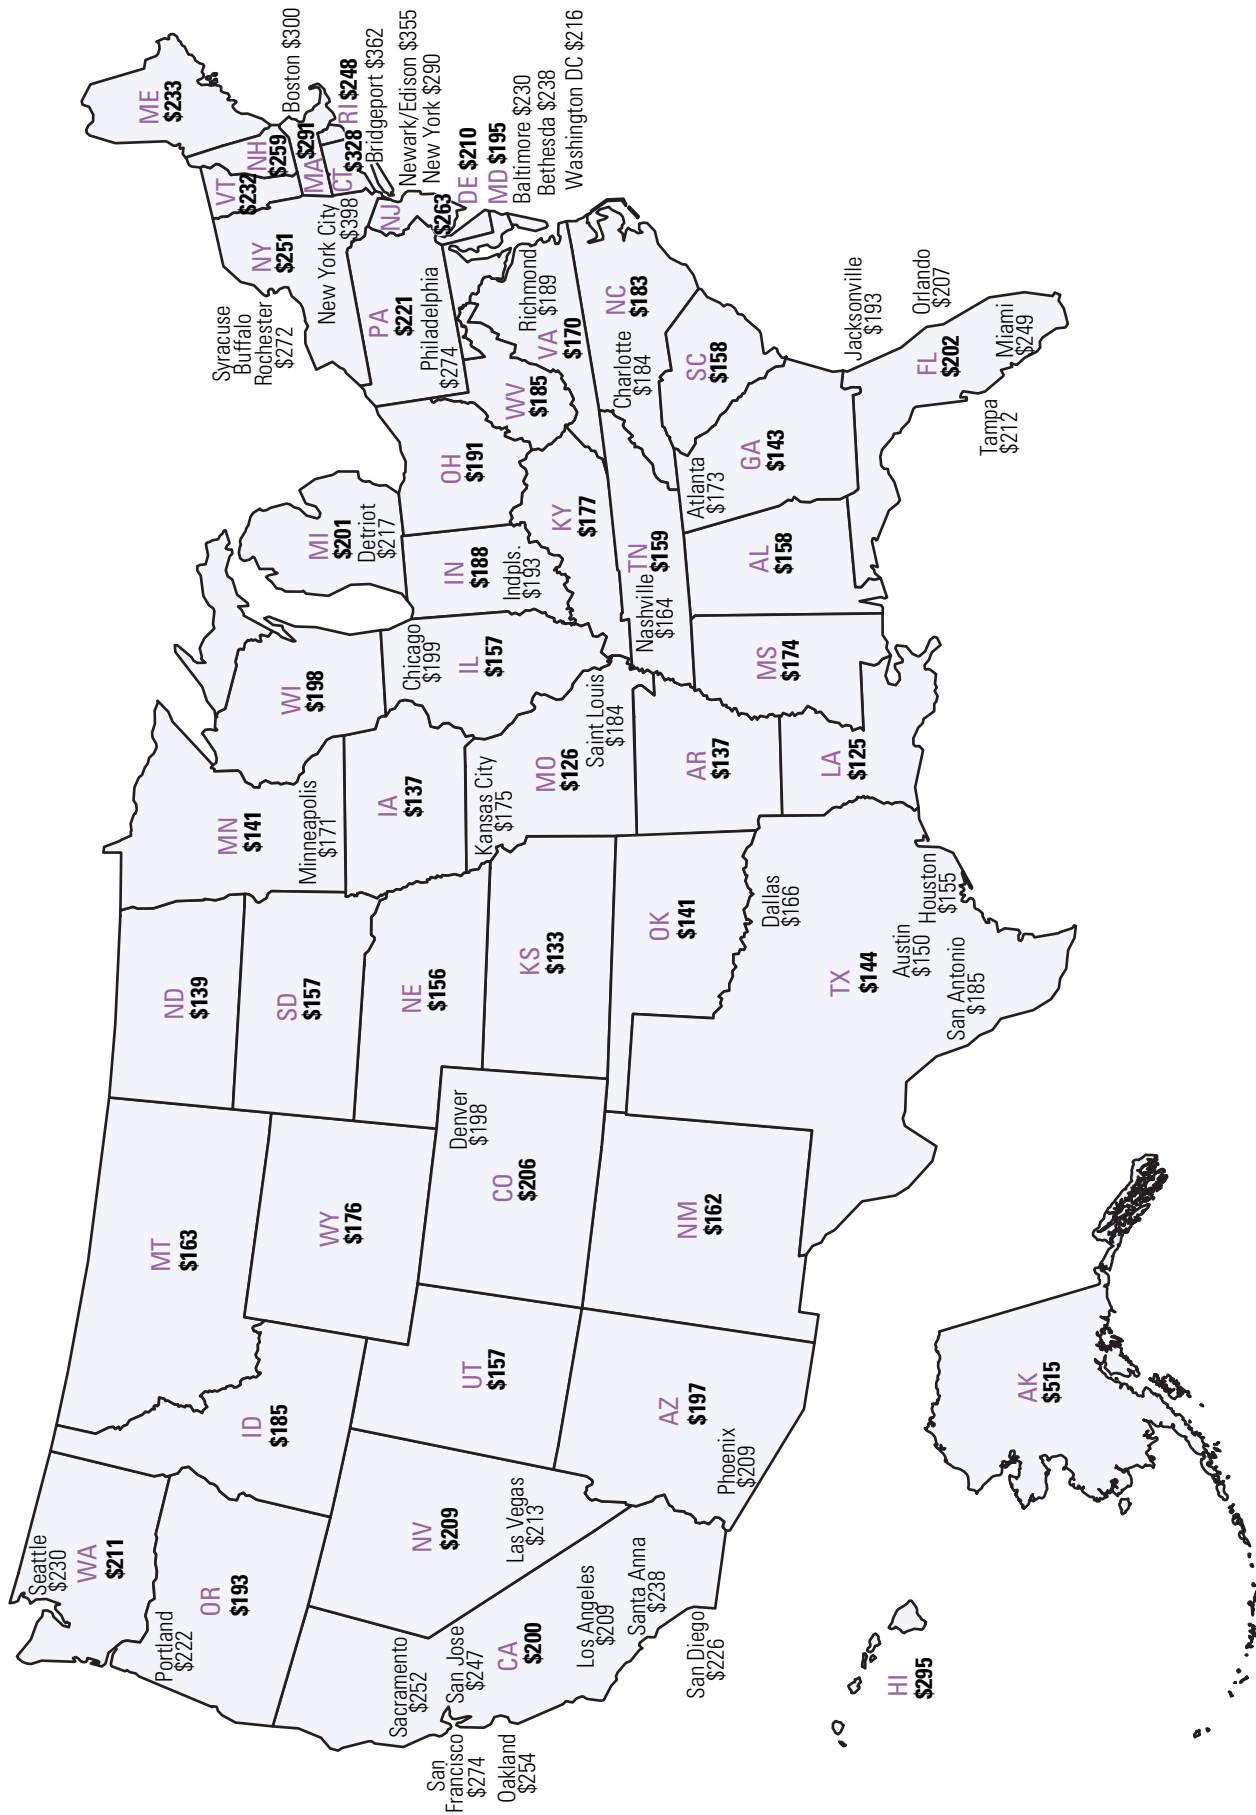 Seattle
$230
WA
$211
Portland
$222
OR
$193
Sacramento
$252
San
Francisco
$274
San Jose
$247
Oakland
$254
CA
$200
Los Angeles
$209
Santa Anna
$238
San Diego
$226
NV
$209
Las Vegas
$213
ID
$185
MT
$163
WY
$176
UT
$157
CO
$206
Denver
$198
AZ
$197
Phoenix
$209
NM
$162
ND
$139
SD
$157
NE
$156
KS
$133
OK
$141
TX
$144
Dallas
$166
Austin
$150
Houston
$155
San Antonio
$185
MN
$141
Minneapolis
$171
IA
$137
Kansas City
$175
MO
$126
Saint Louis
$184
AR
$137
LA
$125
WI
$198
Chicago
$199
IL
$157
MI
$201
Detriot
$217
IN
$188
Indpls.
$193
OH
$191
KY
$177
TN
$159
Nashville
$164
MS
$174
AL
$158
Atlanta
$173
GA
$143
Jacksonville
$193
Orlando
$207
FL
$202
Tampa
$212
Miami
$249
SC
$158
Charlotte
$184
NC
$183
Richmond
$189
VA
$170
WV
$185
PA
$221
Philadelphia
$274
Syracuse
Buffalo
Rochester
$272
NY
$251
New York City
$398
VT
$232
NH
$259
ME
$233
Boston $300
MA
$291
RI $248
CT
$328
Bridgeport $362
NJ
$263
Newark/Edison $355
New York $290
DE $210
MD $195
Baltimore $230
Bethesda $238
Washington DC $216
HI
$295
AK
$515